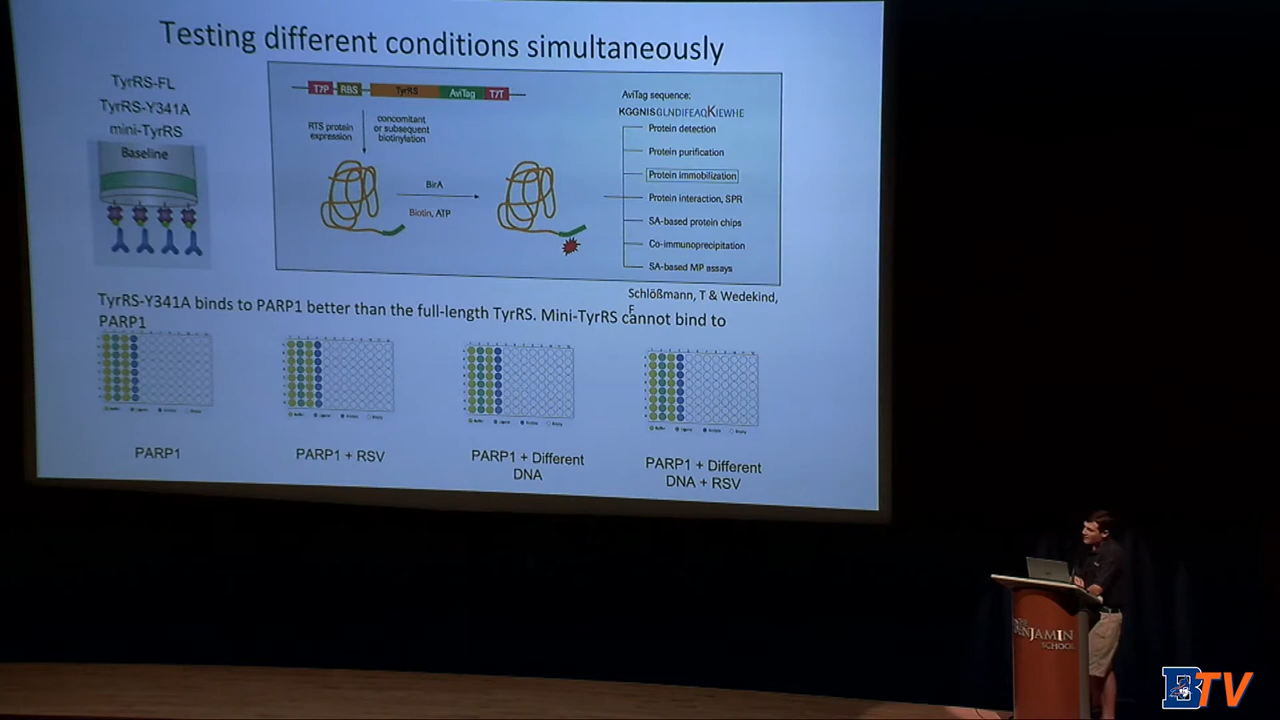 Testing different conditions simultaneously
TyrRS-FL
TyrRS-Y341A
mini-TyrRS
Baseline
T7P RBS TyrRS AviTag T7T
RTS protein
expression
concomitant
or subsequent
biotinylation
BirA
Biotin, ATP
AviTag sequence:
KGGNISGLNDIFEAQKIEWHE
Protein detection
Protein purification
Protein immobilization
Protein interaction, SPR
SA-based protein chips
Co-immunoprecipitation
SA-based MP assays
Schlößmann, T & Wedekind,
F
TyrRS-Y341A binds to PARP1 better than the full-length TyrRS. Mini-TyrRS cannot bind to
PARP1
PARP1
PARP1 + RSV
PARP1 + Different
DNA
PARP1 + Different
DNA + RSV
BENJAMIN
SCHOOL
BTV